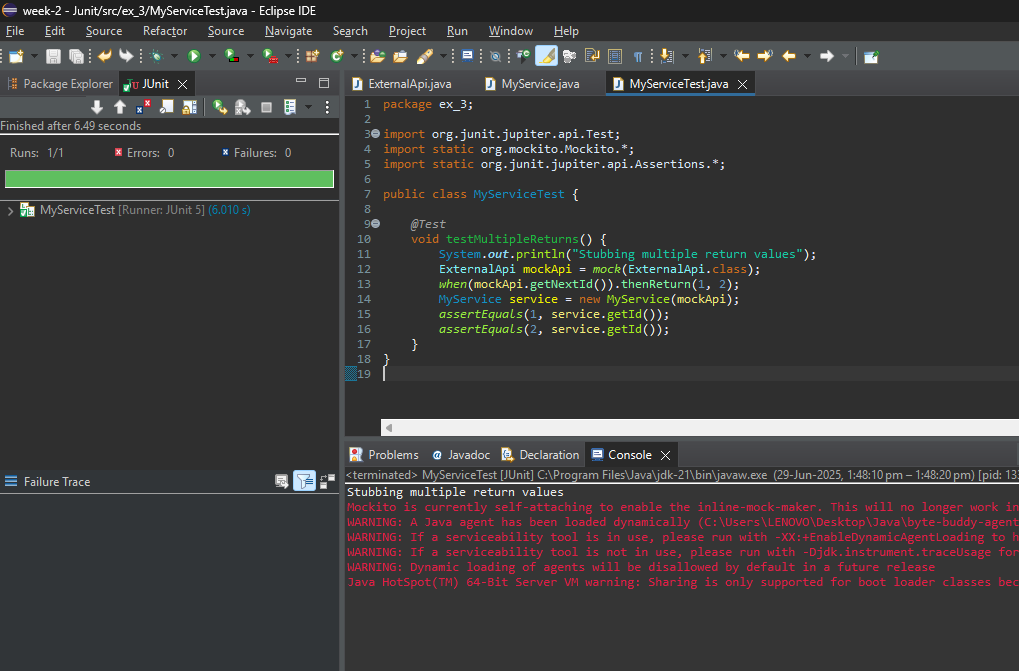 week-2 - Junit/src/ex_3/MyServiceTest.java - Eclipse IDE
File Edit Source Refactor Source Navigate Search Project Run Window Help
Package Explorer JUnit
Finished after 6.49 seconds
Runs: 1/1 Errors: 0 Failures: 0
MyServiceTest [Runner: JUnit 5] (6.010 s)
Failure Trace
ExternalApi.java MyService.java MyServiceTest.java
1 package ex_3;
2
3 import org.junit.jupiter.api.Test;
4 import static org.mockito.Mockito.*;
5 import static org.junit.jupiter.api.Assertions.*;
6
7 public class MyServiceTest {
8
9 @Test
10 void testMultipleReturns() {
11 System.out.println("Stubbing multiple return values");
12 ExternalApi mockApi = mock(ExternalApi.class);
13 when(mockApi.getNextId()).thenReturn(1, 2);
14 MyService service = new MyService(mockApi);
15 assertEquals(1, service.getId());
16 assertEquals(2, service.getId());
17 }
18 }
19
Problems Javadoc Declaration Console
<terminated> MyServiceTest [JUnit] C:\Program Files\Java\jdk-21\bin\javaw.exe (29-Jun-2025, 1:48:10 pm – 1:48:20 pm) [pid: 13
Stubbing multiple return values
Mockito is currently self-attaching to enable the inline-mock-maker. This will no longer work in
WARNING: A Java agent has been loaded dynamically (C:\Users\LENOVO\Desktop\Java\byte-buddy-agent
WARNING: If a serviceability tool is in use, please run with -XX:+EnableDynamicAgentLoading to h
WARNING: If a serviceability tool is not in use, please run with -Djdk.instrument.traceUsage for
WARNING: Dynamic loading of agents will be disallowed by default in a future release
Java HotSpot(TM) 64-Bit Server VM warning: Sharing is only supported for boot loader classes bec